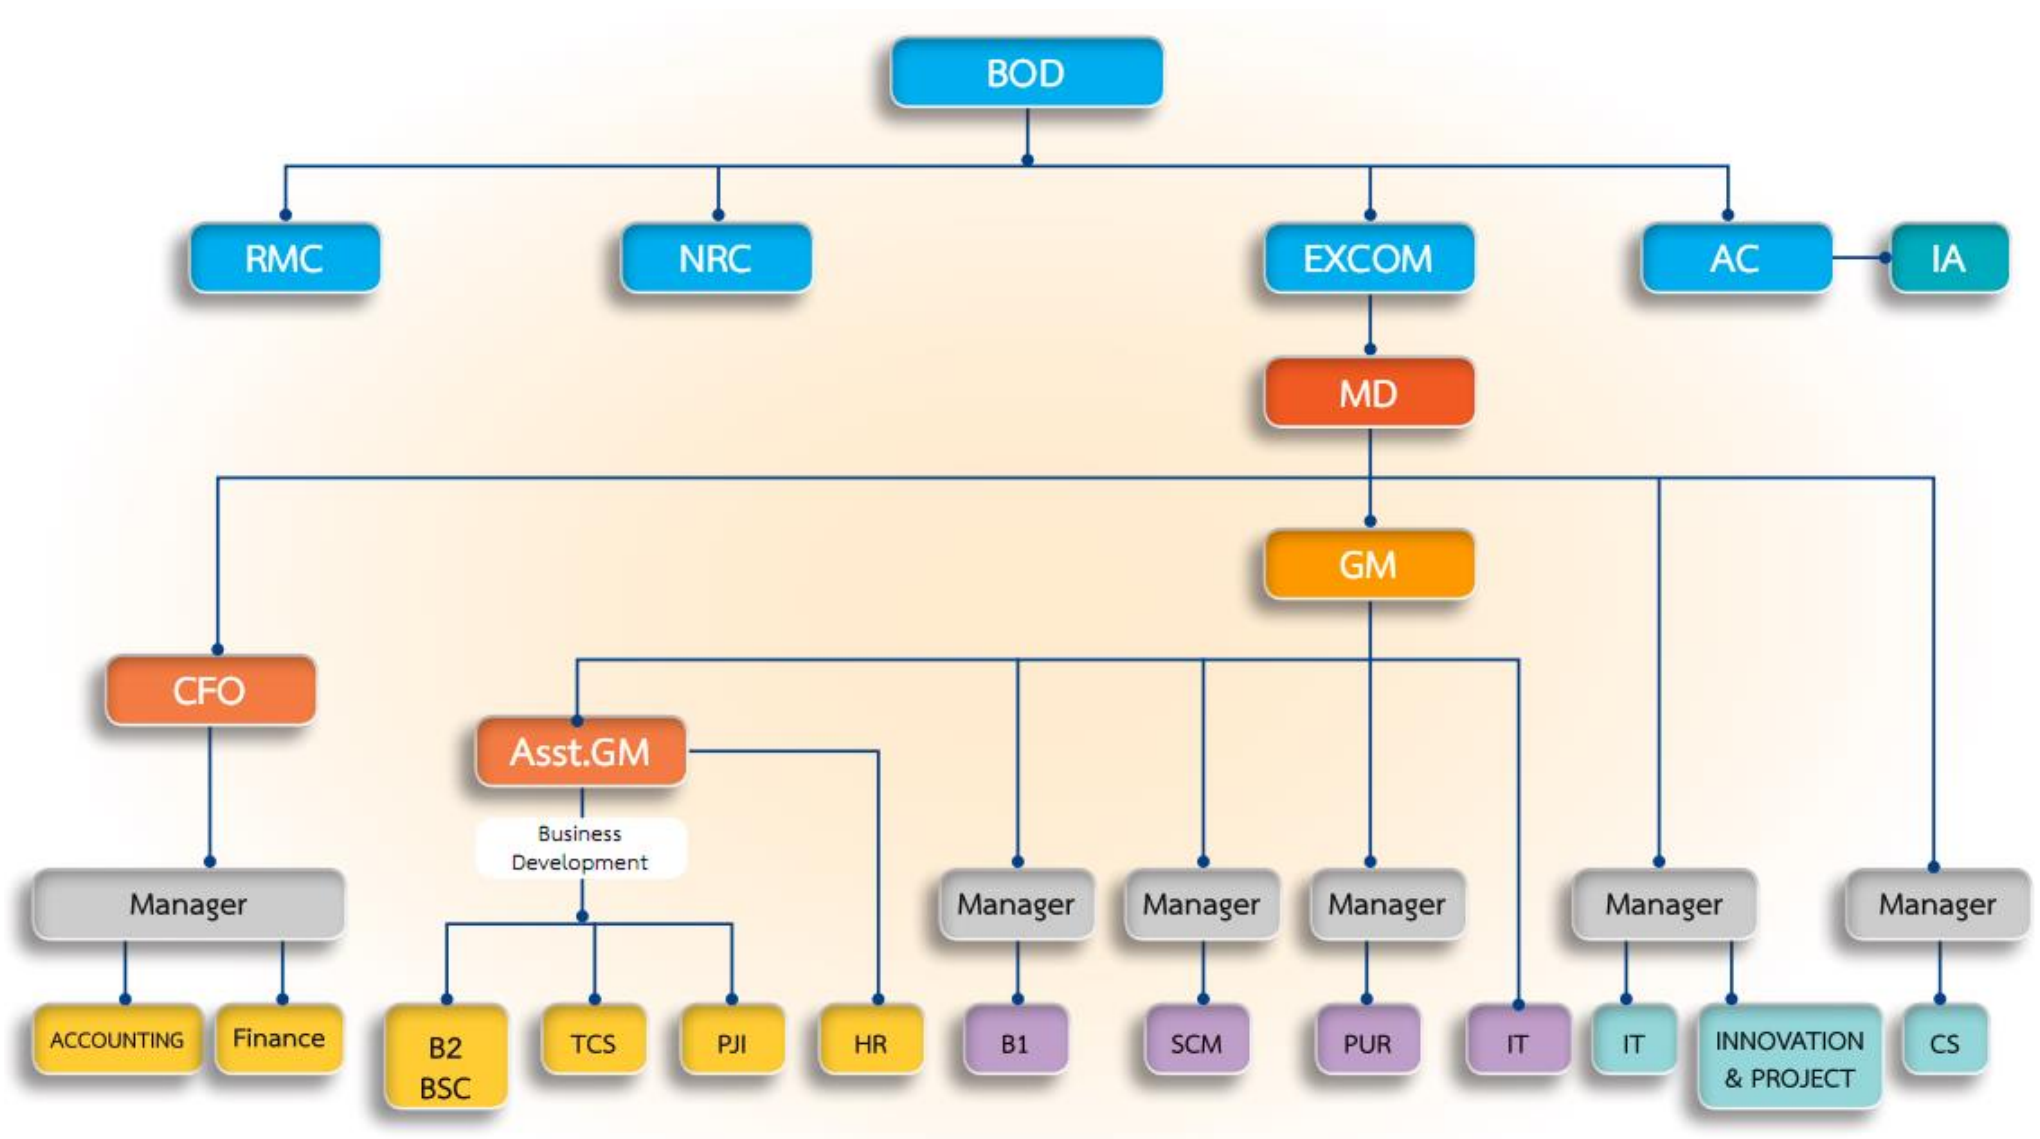 BOD
RMC
NRC
EXCOM
AC
IA
MD
GM
CFO
Asst.GM
Business
Development
Manager
Manager
Manager
Manager
Manager
Manager
ACCOUNTING
Finance
B2
BSC
TCS
PJI
HR
B1
SCM
PUR
IT
IT
INNOVATION
& PROJECT
CS